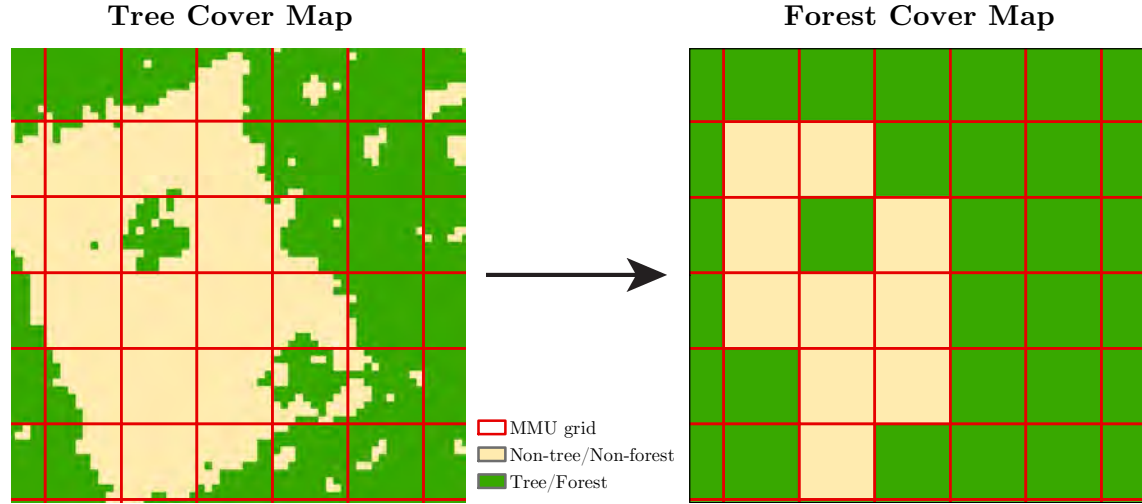 Tree Cover Map
Forest Cover Map
MMU grid
Non-tree/Non-forest
Tree/Forest